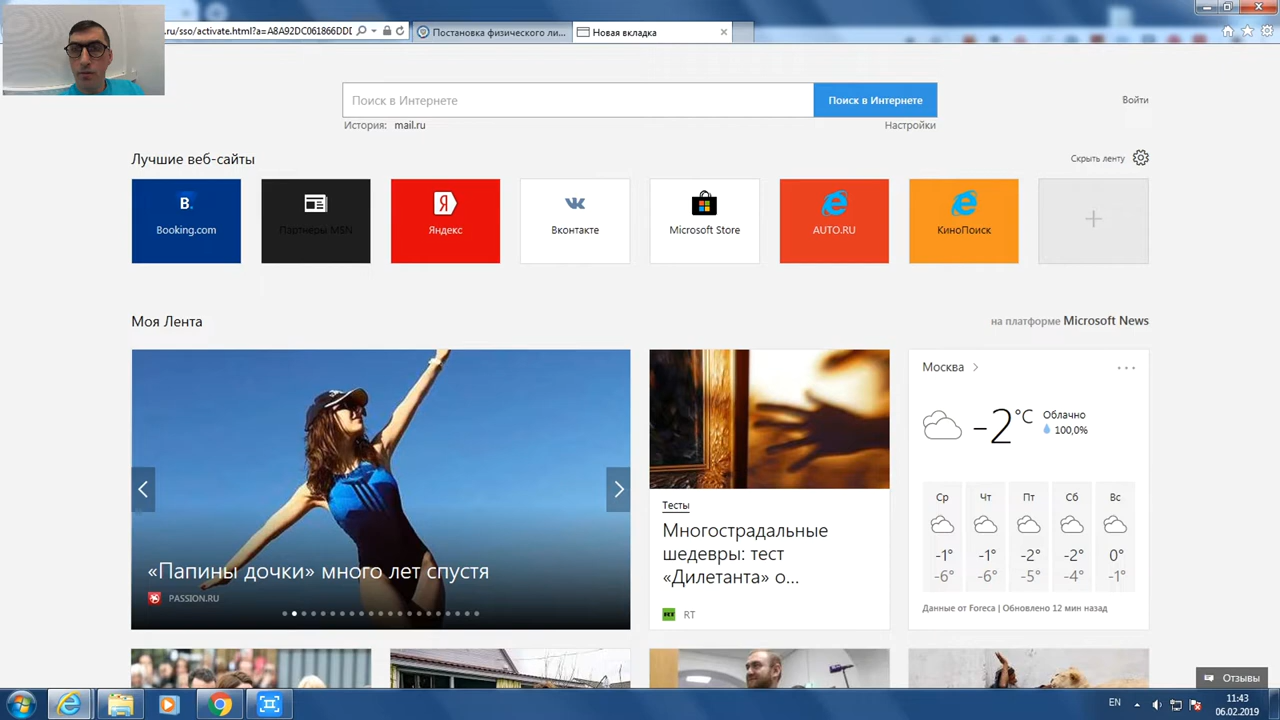 .ru/sso/activate.html?a=A8A92DC061866DDD
Постановка физического ли...
Новая вкладка
Поиск в Интернете
Поиск в Интернете
Войти
История: mail.ru
Настройки
Лучшие веб-сайты
Скрыть ленту
B.
Booking.com
Партнеры MSN
Я
Яндекс
Вконтакте
Microsoft Store
AUTO.RU
КиноПоиск
Моя Лента
на платформе Microsoft News
«Папины дочки» много лет спустя
PASSION.RU
Тесты
Многострадальные
шедевры: тест
«Дилетанта» о...
RT
RT
Москва
-2 °C
Облачно
100,0%
Ср Чт Пт Сб Вс
-1° -1° -2° -2° 0°
-6° -6° -5° -4° -1°
Данные от Foreca | Обновлено 12 мин назад
Отзывы
EN
11:43
06.02.2019